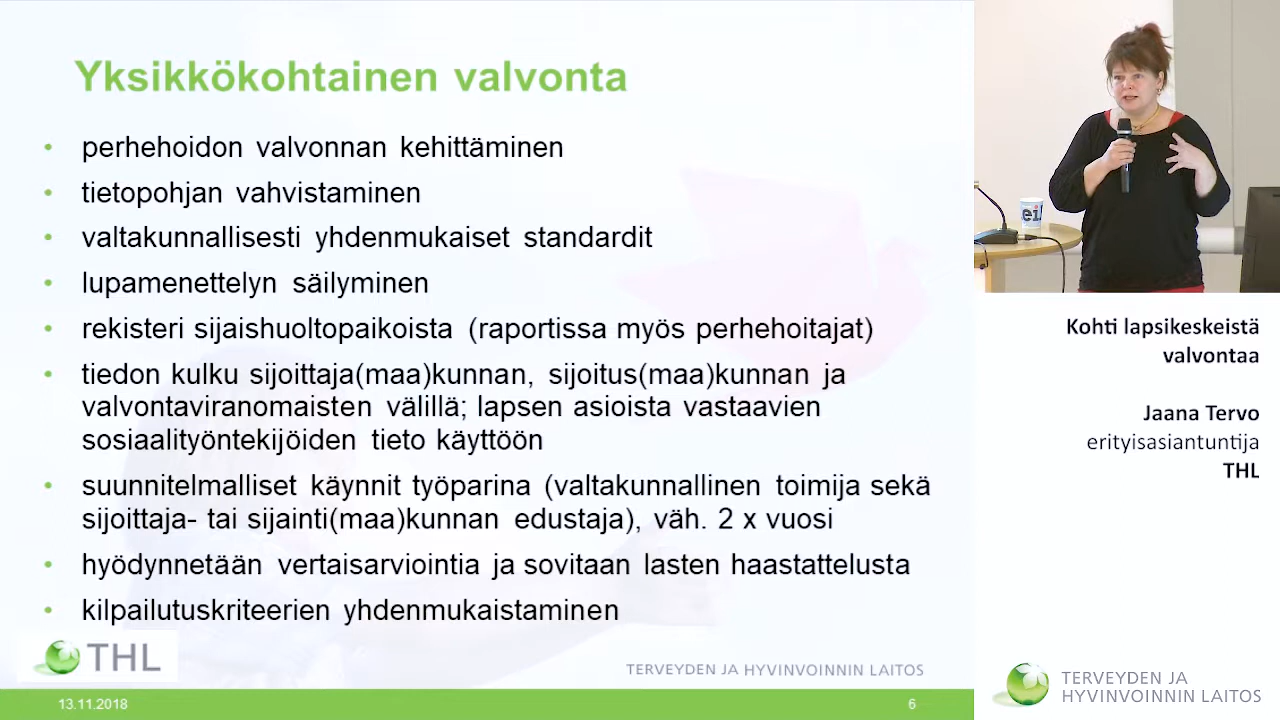 Yksikkökohtainen valvonta
• perhehoidon valvonnan kehittäminen
• tietopohjan vahvistaminen
• valtakunnallisesti yhdenmukaiset standardit
• lupamenettelyn säilyminen
• rekisteri sijaishuoltopaikoista (raportissa myös perhehoitajat)
• tiedon kulku sijoittaja(maa)kunnan, sijoitus(maa)kunnan ja
valvontaviranomaisten välillä; lapsen asioista vastaavien
sosiaalityöntekijöiden tieto käyttöön
• suunnitelmalliset käynnit työparina (valtakunnallinen toimija sekä
sijoittaja- tai sijainti(maa)kunnan edustaja), väh. 2 x vuosi
• hyödynnetään vertaisarviointia ja sovitaan lasten haastattelusta
• kilpailutuskriteerien yhdenmukaistaminen
THL
TERVEYDEN JA HYVINVOINNIN LAITOS
13.11.2018
6
ei
Kohti lapsikeskeistä
valvontaa
Jaana Tervo
erityisasiantuntija
THL
TERVEYDEN JA
HYVINVOINNIN LAITOS